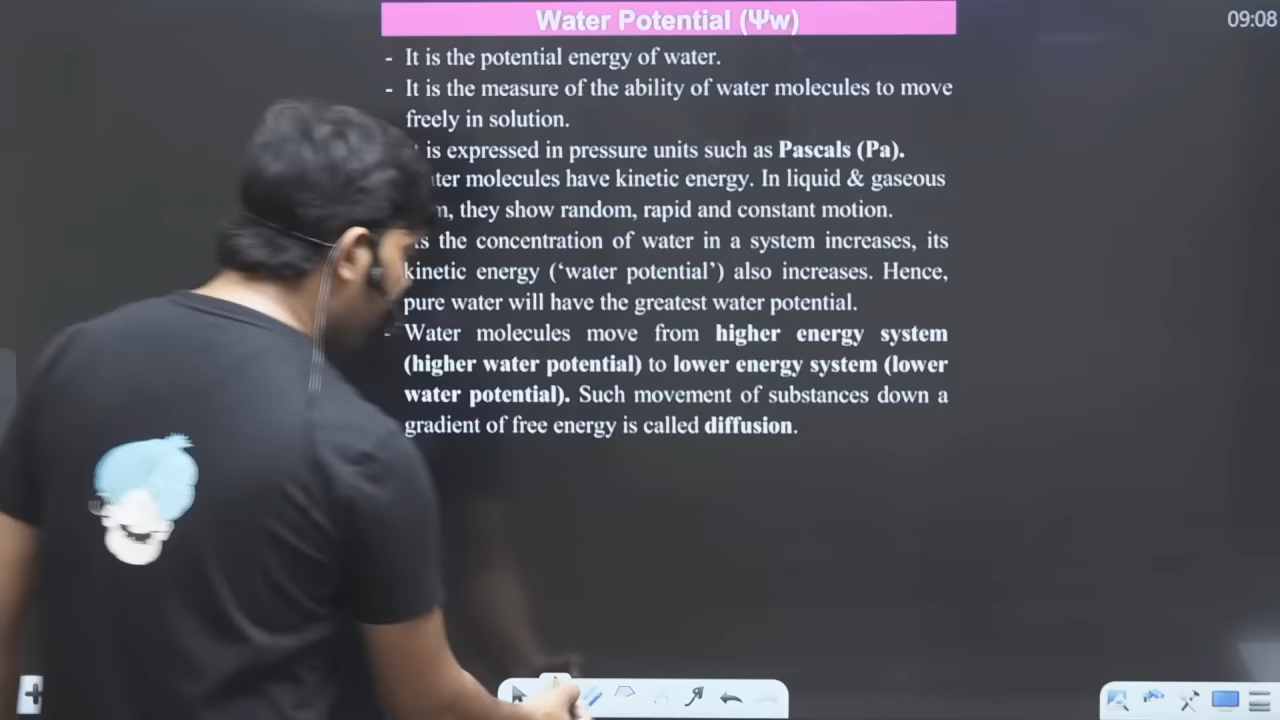 Water Potential (Ψw)
09:08
- It is the potential energy of water.
- It is the measure of the ability of water molecules to move
freely in solution.
is expressed in pressure units such as Pascals (Pa).
molecules have kinetic energy. In liquid & gaseous
they show random, rapid and constant motion.
the concentration of water in a system increases, its
kinetic energy (‘water potential’) also increases. Hence,
pure water will have the greatest water potential.
- Water molecules move from higher energy system
(higher water potential) to lower energy system (lower
water potential). Such movement of substances down a
gradient of free energy is called diffusion.